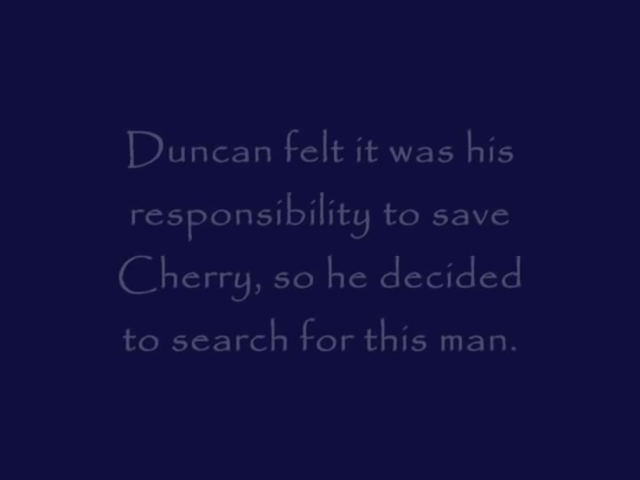 Duncan felt it was his
responsibility to save
Cherry, so he decided
to search for this man.